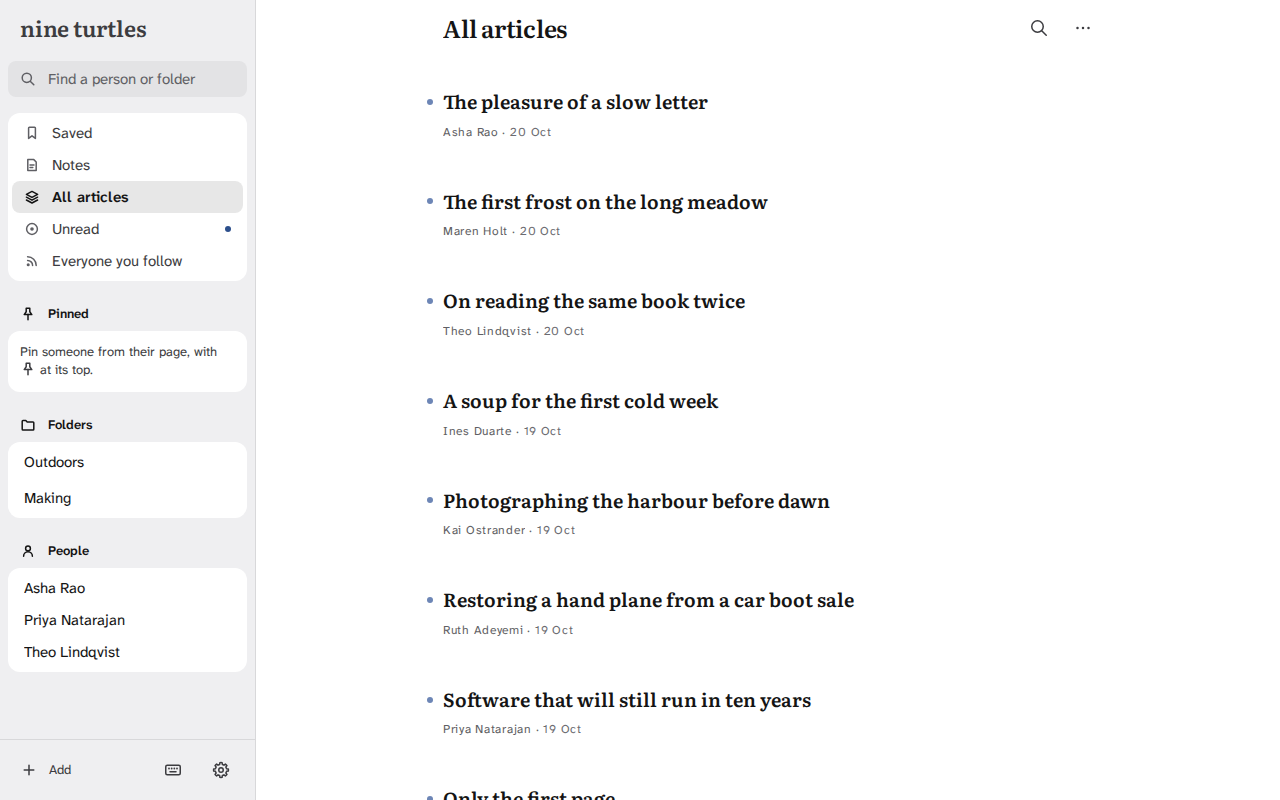 nine turtles
Find a person or folder
Saved
Notes
All articles
Unread
Everyone you follow
Pinned
Pin someone from their page, with
at its top.
Folders
Outdoors
Making
People
Asha Rao
Priya Natarajan
Theo Lindqvist
Add
All articles
The pleasure of a slow letter
Asha Rao · 20 Oct
The first frost on the long meadow
Maren Holt · 20 Oct
On reading the same book twice
Theo Lindqvist · 20 Oct
A soup for the first cold week
Ines Duarte · 19 Oct
Photographing the harbour before dawn
Kai Ostrander · 19 Oct
Restoring a hand plane from a car boot sale
Ruth Adeyemi · 19 Oct
Software that will still run in ten years
Priya Natarajan · 19 Oct
Only the first page